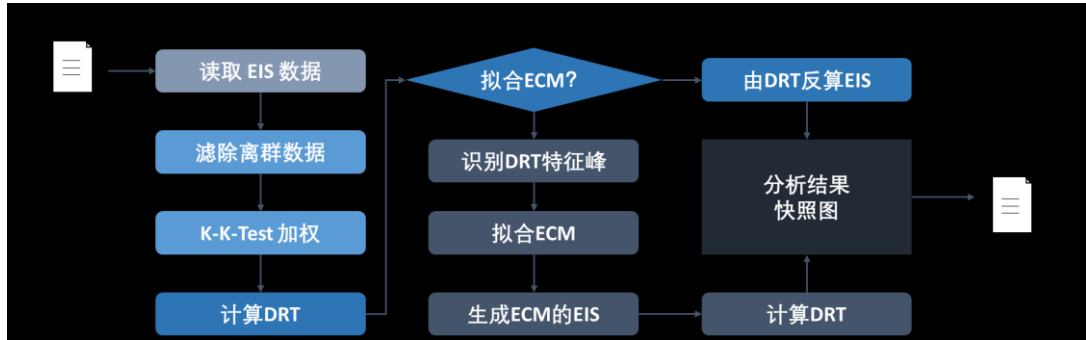 读取 EIS 数据
滤除离群数据
K-K-Test 加权
计算DRT
拟合ECM?
识别DRT特征峰
拟合ECM
生成ECM的EIS
由DRT反算EIS
分析结果
快照图
计算DRT